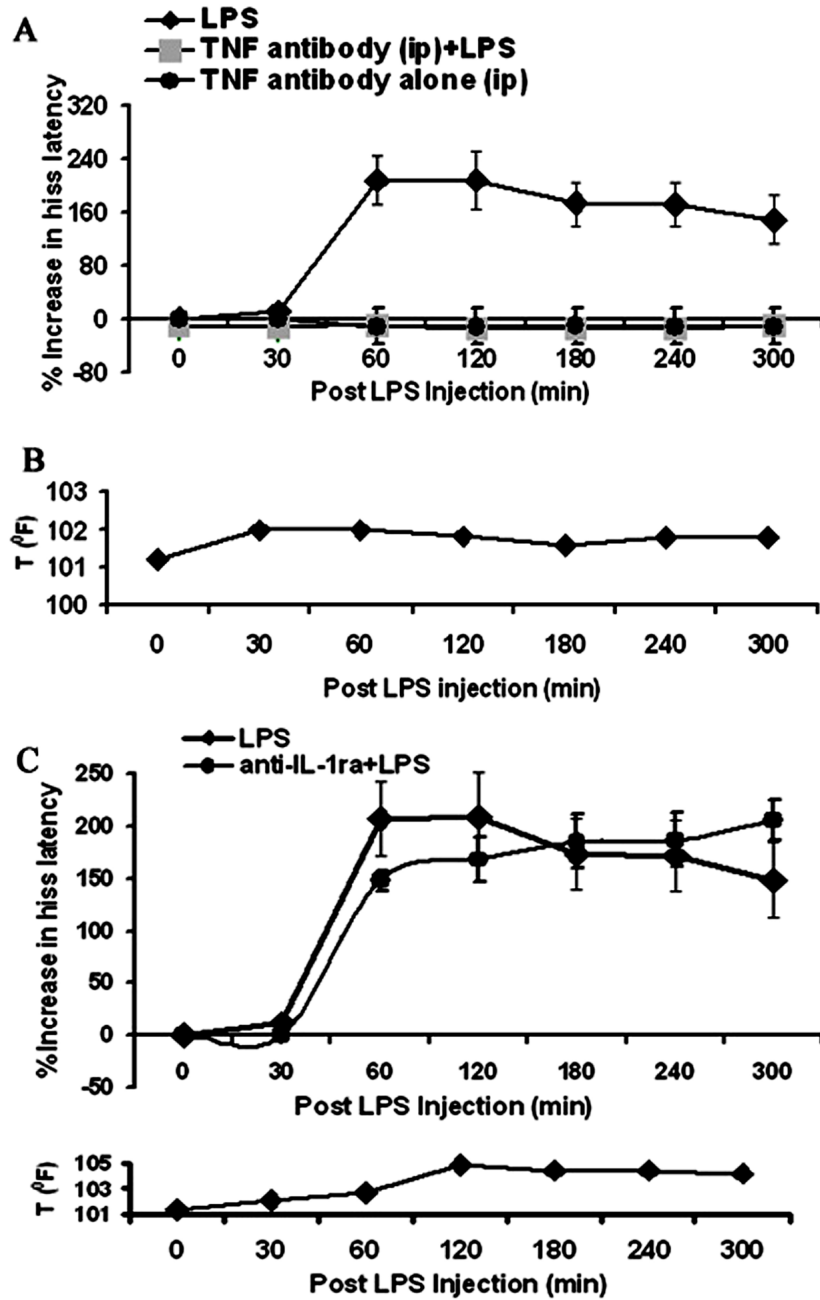 A
LPS
TNF antibody (ip)+LPS
TNF antibody alone (ip)
% Increase in hiss latency
320
240
160
80
0
-80
0 30 60 120 180 240 300
Post LPS Injection (min)
B
T (⁰F)
103
102
101
100
0 30 60 120 180 240 300
Post LPS injection (min)
C
LPS
anti-IL-1ra+LPS
%Increase in hiss latency
250
200
150
100
50
0
-50
0 30 60 120 180 240 300
Post LPS Injection (min)
T (⁰F)
105
103
101
0 30 60 120 180 240 300
Post LPS Injection (min)